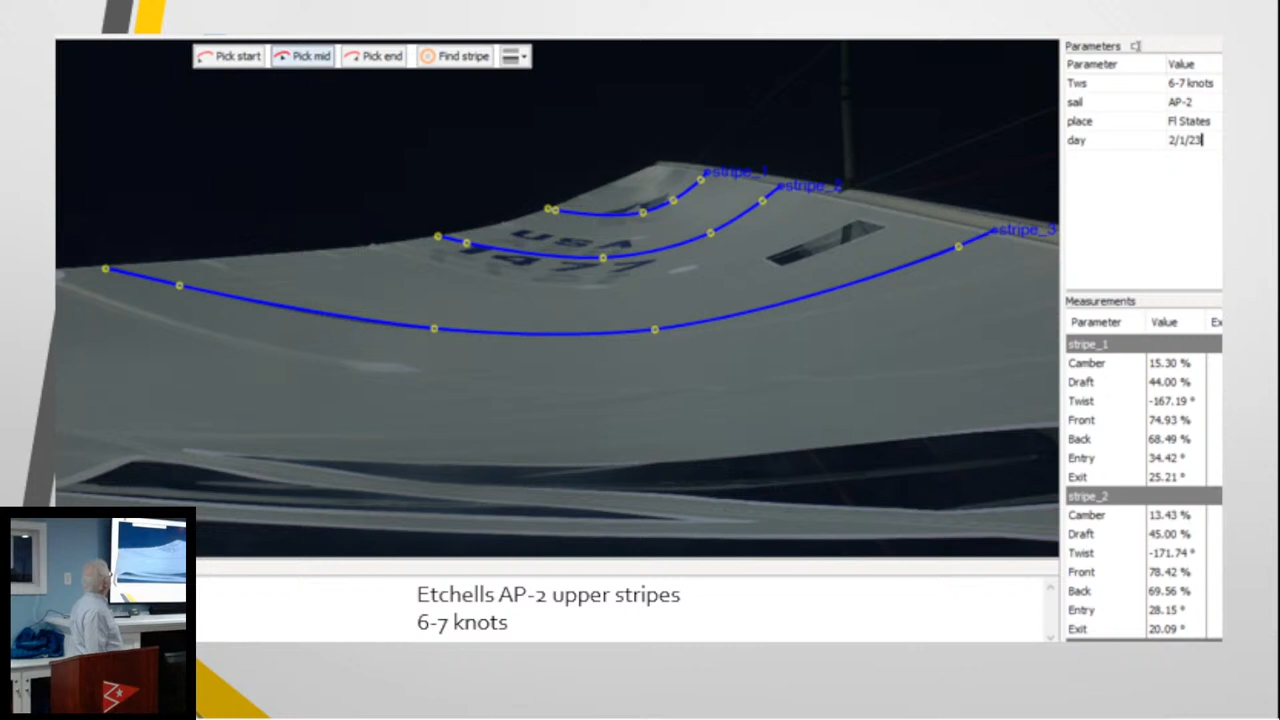 Pick start Pick mid Pick end Find stripe
stripe_1
stripe_2
stripe_3
USA
1477
Parameters
Parameter Value
Tws 6-7 knots
sail AP-2
place Fl States
day 2/1/23
Measurements
Parameter Value Ex
stripe_1
Camber 15.30 %
Draft 44.00 %
Twist -167.19 °
Front 74.93 %
Back 68.49 %
Entry 34.42 °
Exit 25.21 °
stripe_2
Camber 13.43 %
Draft 45.00 %
Twist -171.74 °
Front 78.42 %
Back 69.56 %
Entry 28.15 °
Exit 20.09 °
Etchells AP-2 upper stripes
6-7 knots